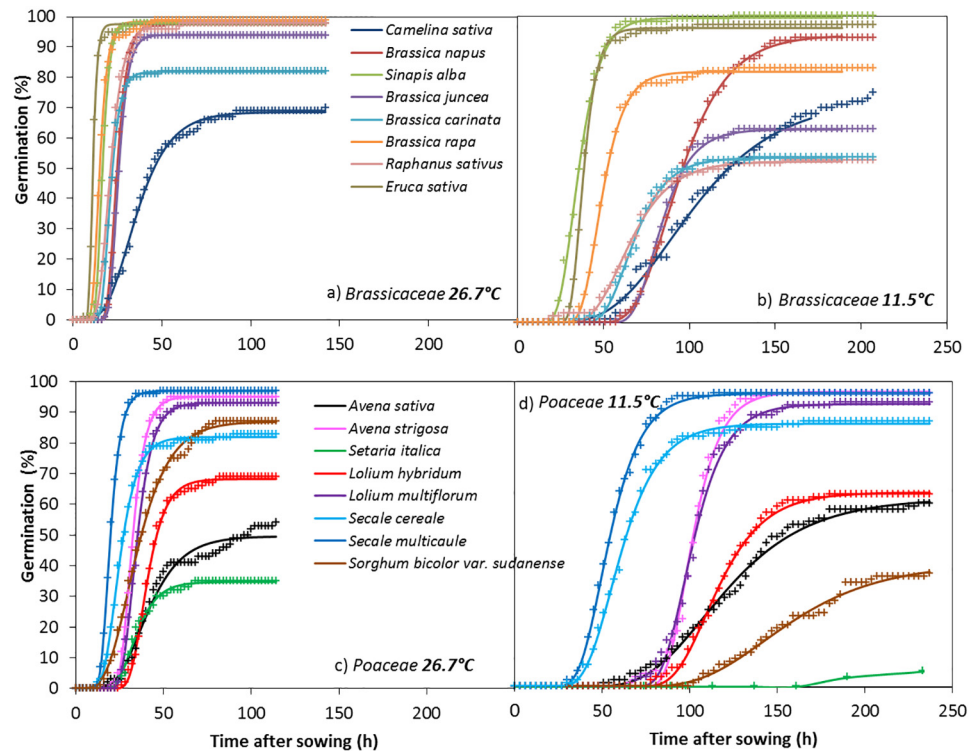 Germination (%)
100
90
80
70
60
50
40
30
20
10
0
Camelina sativa
Brassica napus
Sinapis alba
Brassica juncea
Brassica carinata
Brassica rapa
Raphanus sativus
Eruca sativa
a) Brassicaceae 26.7°C
0 50 100 150 200
b) Brassicaceae 11.5°C
0 50 100 150 200 250
Germination (%)
100
90
80
70
60
50
40
30
20
10
0
Avena sativa
Avena strigosa
Setaria italica
Lolium hybridum
Lolium multiflorum
Secale cereale
Secale multicaule
Sorghum bicolor var. sudanense
c) Poaceae 26.7°C
0 50 100 150 200
Time after sowing (h)
d) Poaceae 11.5°C
0 50 100 150 200 250
Time after sowing (h)